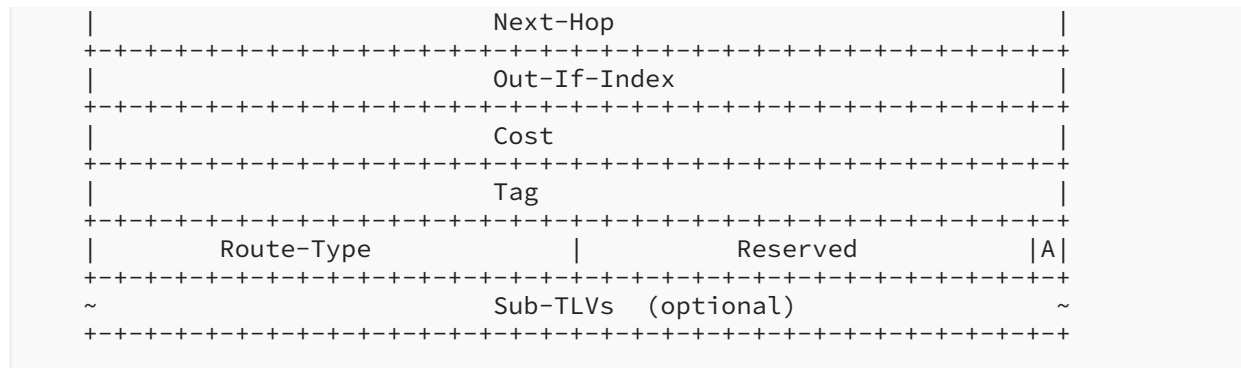 |                          Next-Hop                             |
+-+-+-+-+-+-+-+-+-+-+-+-+-+-+-+-+-+-+-+-+-+-+-+-+-+-+-+-+-+-+-+-+
|                          Out-If-Index                         |
+-+-+-+-+-+-+-+-+-+-+-+-+-+-+-+-+-+-+-+-+-+-+-+-+-+-+-+-+-+-+-+-+
|                          Cost                                 |
+-+-+-+-+-+-+-+-+-+-+-+-+-+-+-+-+-+-+-+-+-+-+-+-+-+-+-+-+-+-+-+-+
|                          Tag                                  |
+-+-+-+-+-+-+-+-+-+-+-+-+-+-+-+-+-+-+-+-+-+-+-+-+-+-+-+-+-+-+-+-+
|        Route-Type             |          Reserved           |A|
+-+-+-+-+-+-+-+-+-+-+-+-+-+-+-+-+-+-+-+-+-+-+-+-+-+-+-+-+-+-+-+-+
~                          Sub-TLVs  (optional)                 ~
+-+-+-+-+-+-+-+-+-+-+-+-+-+-+-+-+-+-+-+-+-+-+-+-+-+-+-+-+-+-+-+-+